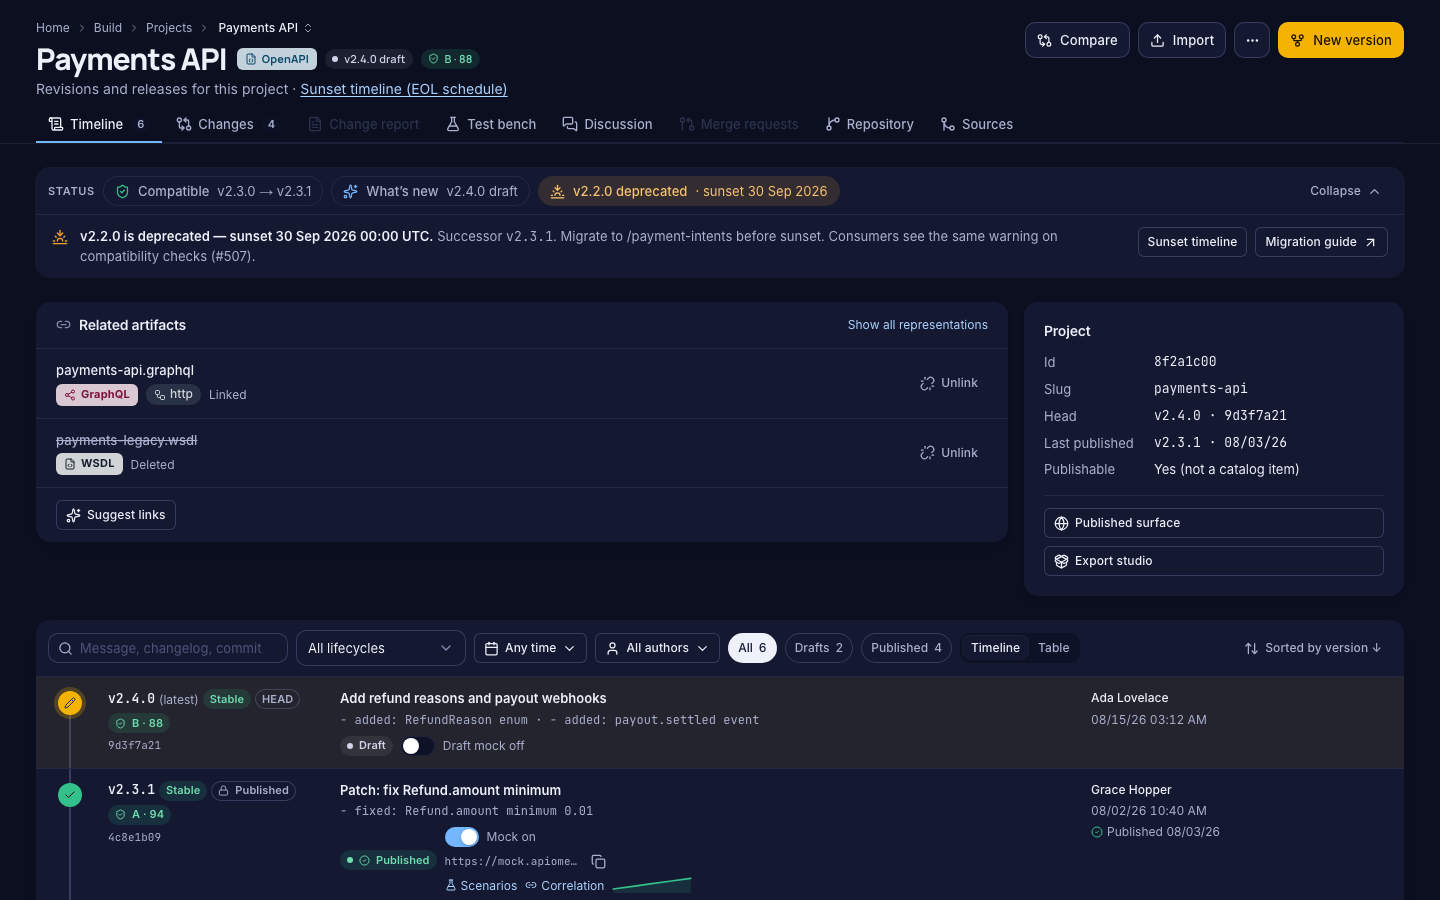 Home > Build > Projects > Payments API
Payments API OpenAPI v2.4.0 draft B · 88
Compare Import ··· New version
Revisions and releases for this project · Sunset timeline (EOL schedule)
Timeline 6 Changes 4 Change report Test bench Discussion Merge requests Repository Sources
STATUS Compatible v2.3.0 → v2.3.1 What's new v2.4.0 draft v2.2.0 deprecated · sunset 30 Sep 2026 Collapse
v2.2.0 is deprecated — sunset 30 Sep 2026 00:00 UTC. Successor v2.3.1. Migrate to /payment-intents before sunset. Consumers see the same warning on
compatibility checks (#507).
Sunset timeline Migration guide
Related artifacts Show all representations
payments-api.graphql
GraphQL http Linked
Unlink
payments-legacy.wsdl
WSDL Deleted
Unlink
Suggest links
Project
Id 8f2a1c00
Slug payments-api
Head v2.4.0 · 9d3f7a21
Last published v2.3.1 · 08/03/26
Publishable Yes (not a catalog item)
Published surface
Export studio
Message, changelog, commit All lifecycles Any time All authors All 6 Drafts 2 Published 4 Timeline Table Sorted by version ↓
v2.4.0 (latest) Stable HEAD
B · 88
9d3f7a21
Add refund reasons and payout webhooks
- added: RefundReason enum · - added: payout.settled event
Draft Draft mock off
Ada Lovelace
08/15/26 03:12 AM
v2.3.1 Stable Published
A · 94
4c8e1b09
Patch: fix Refund.amount minimum
- fixed: Refund.amount minimum 0.01
Mock on
Published https://mock.apiome…
Scenarios Correlation
Grace Hopper
08/02/26 10:40 AM
Published 08/03/26